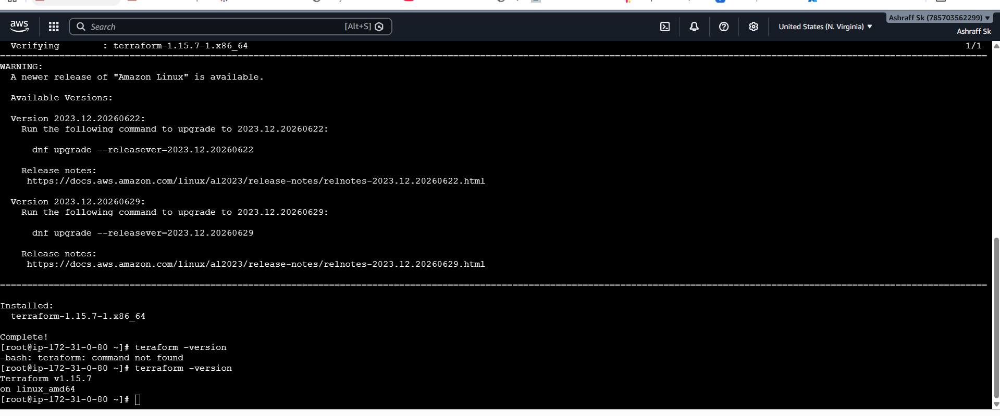 aws
Search [Alt+S]
United States (N. Virginia)
Ashraff Sk (785703562299)
Ashraff Sk
Verifying : terraform-1.15.7-1.x86_64 1/1
WARNING:
A newer release of "Amazon Linux" is available.
Available Versions:
Version 2023.12.20260622:
Run the following command to upgrade to 2023.12.20260622:
dnf upgrade --releasever=2023.12.20260622
Release notes:
https://docs.aws.amazon.com/linux/al2023/release-notes/relnotes-2023.12.20260622.html
Version 2023.12.20260629:
Run the following command to upgrade to 2023.12.20260629:
dnf upgrade --releasever=2023.12.20260629
Release notes:
https://docs.aws.amazon.com/linux/al2023/release-notes/relnotes-2023.12.20260629.html
Installed:
terraform-1.15.7-1.x86_64
Complete!
[root@ip-172-31-0-80 ~]# teraform -version
-bash: teraform: command not found
[root@ip-172-31-0-80 ~]# terraform -version
Terraform v1.15.7
on linux_amd64
[root@ip-172-31-0-80 ~]#